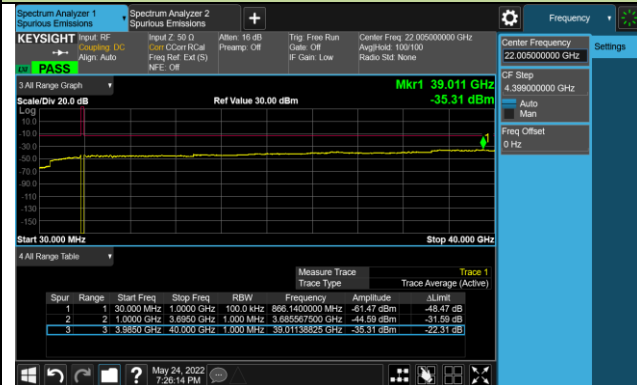 Spectrum Analyzer 1
Spurious Emissions
Spectrum Analyzer 2
Spurious Emissions
Frequency
KEYSIGHT
Input: RF
Coupling: DC
Align: Auto
Input Z: 50 Ω
Corr CCorr RCal
Freq Ref: Ext (S)
NFE: Off
Atten: 16 dB
Preamp: Off
Trig: Free Run
Gate: Off
IF Gain: Low
Center Freq: 22.005000000 GHz
Avg|Hold: 100/100
Radio Std: None
PASS
Center Frequency
22.005000000 GHz
Settings
CF Step
4.399000000 GHz
Auto
Man
Freq Offset
0 Hz
3 All Range Graph
Mkr1 39.011 GHz
-35.31 dBm
Scale/Div 20.0 dB
Ref Value 30.00 dBm
Log
10.0
-10.0
-30.0
-50.0
-70.0
-90.0
-110
-130
-150
1
Start 30.000 MHz
Stop 40.000 GHz
4 All Range Table
Measure Trace Trace 1
Trace Type Trace Average (Active)
Spur Range Start Freq Stop Freq RBW Frequency Amplitude ΔLimit
1 1 30.000 MHz 1.0000 GHz 100.0 kHz 866.1400000 MHz -61.47 dBm -48.47 dB
2 2 1.0000 GHz 3.6950 GHz 1.000 MHz 3.685567500 GHz -44.59 dBm -31.59 dB
3 3 3.9850 GHz 40.000 GHz 1.000 MHz 39.01138825 GHz -35.31 dBm -22.31 dB
May 24, 2022
7:26:14 PM